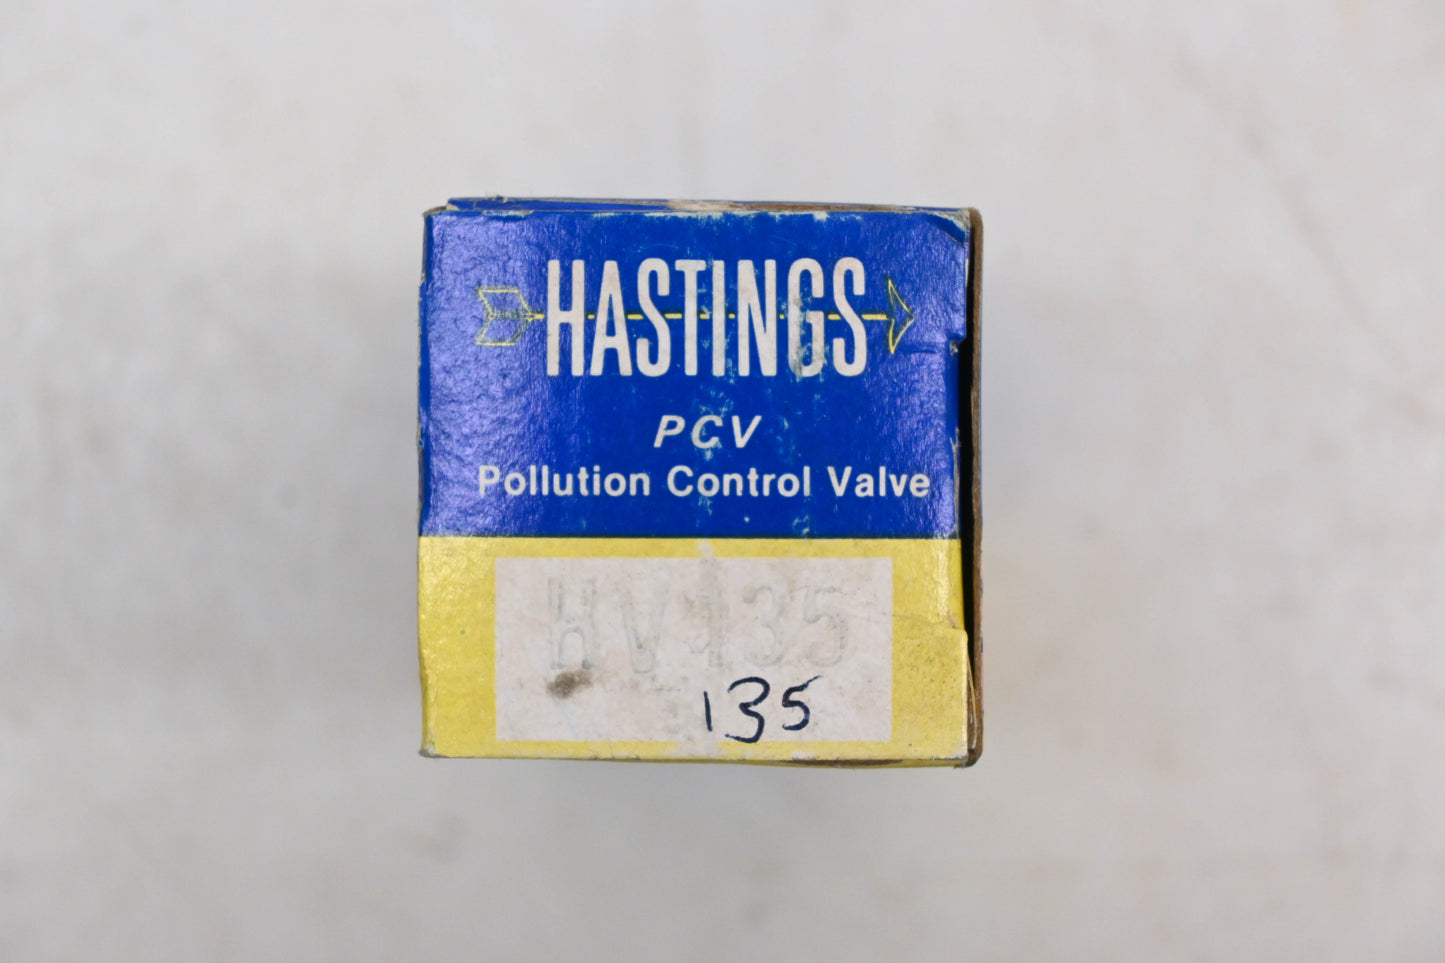 HASTINGS
PCV
Pollution Control Valve
HV135
135